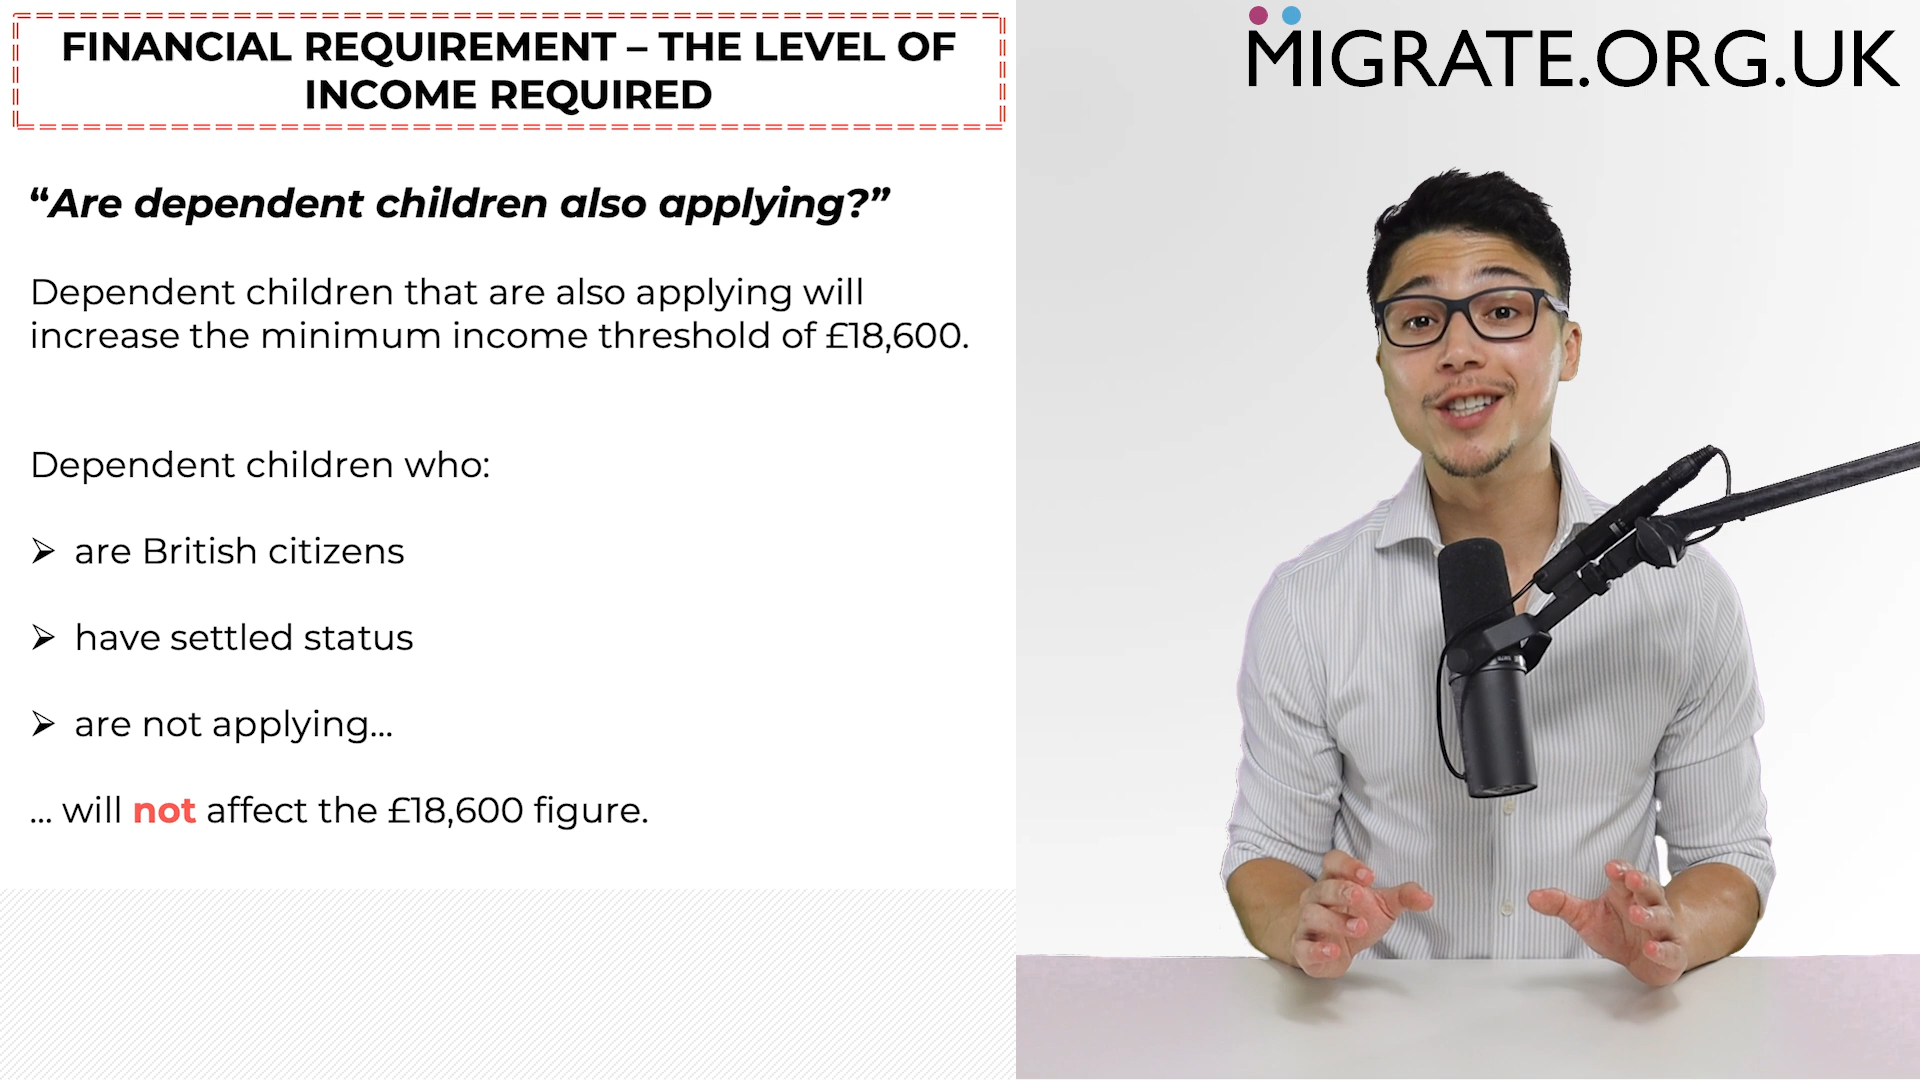 FINANCIAL REQUIREMENT – THE LEVEL OF
INCOME REQUIRED
MIGRATE.ORG.UK
“Are dependent children also applying?”
Dependent children that are also applying will
increase the minimum income threshold of £18,600.
Dependent children who:
➢ are British citizens
➢ have settled status
➢ are not applying...
... will not affect the £18,600 figure.